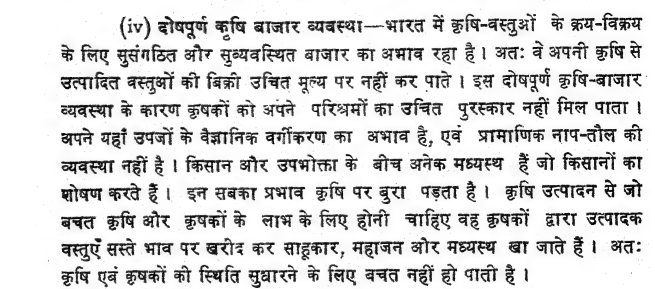 (iv) दोषपूर्ण कृषि बाजार व्यवस्था—भारत में कृषि-वस्तुओं के क्रय-विक्रय
के लिए सुसंगठित और सुव्यवस्थित बाजार का अभाव रहा है। अतः वे अपनी कृषि से
उत्पादित वस्तुओं की बिक्री उचित मूल्य पर नहीं कर पाते। इस दोषपूर्ण कृषि-बाजार
व्यवस्था के कारण कृषकों को अपने परिश्रमों का उचित पुरस्कार नहीं मिल पाता।
अपने यहाँ उपजों के वैज्ञानिक वर्गीकरण का अभाव है, एवं प्रामाणिक नाप-तौल की
व्यवस्था नहीं है। किसान और उपभोक्ता के बीच अनेक मध्यस्थ हैं जो किसानों का
शोषण करते हैं। इन सबका प्रभाव कृषि पर बुरा पड़ता है। कृषि उत्पादन से जो
बचत कृषि और कृषकों के लाभ के लिए होनी चाहिए वह कृषकों द्वारा उत्पादक
वस्तुएँ सस्ते भाव पर खरीद कर साहूकार, महाजन और मध्यस्थ खा जाते हैं। अतः
कृषि एवं कृषकों की स्थिति सुधारने के लिए बचत नहीं हो पाती है।